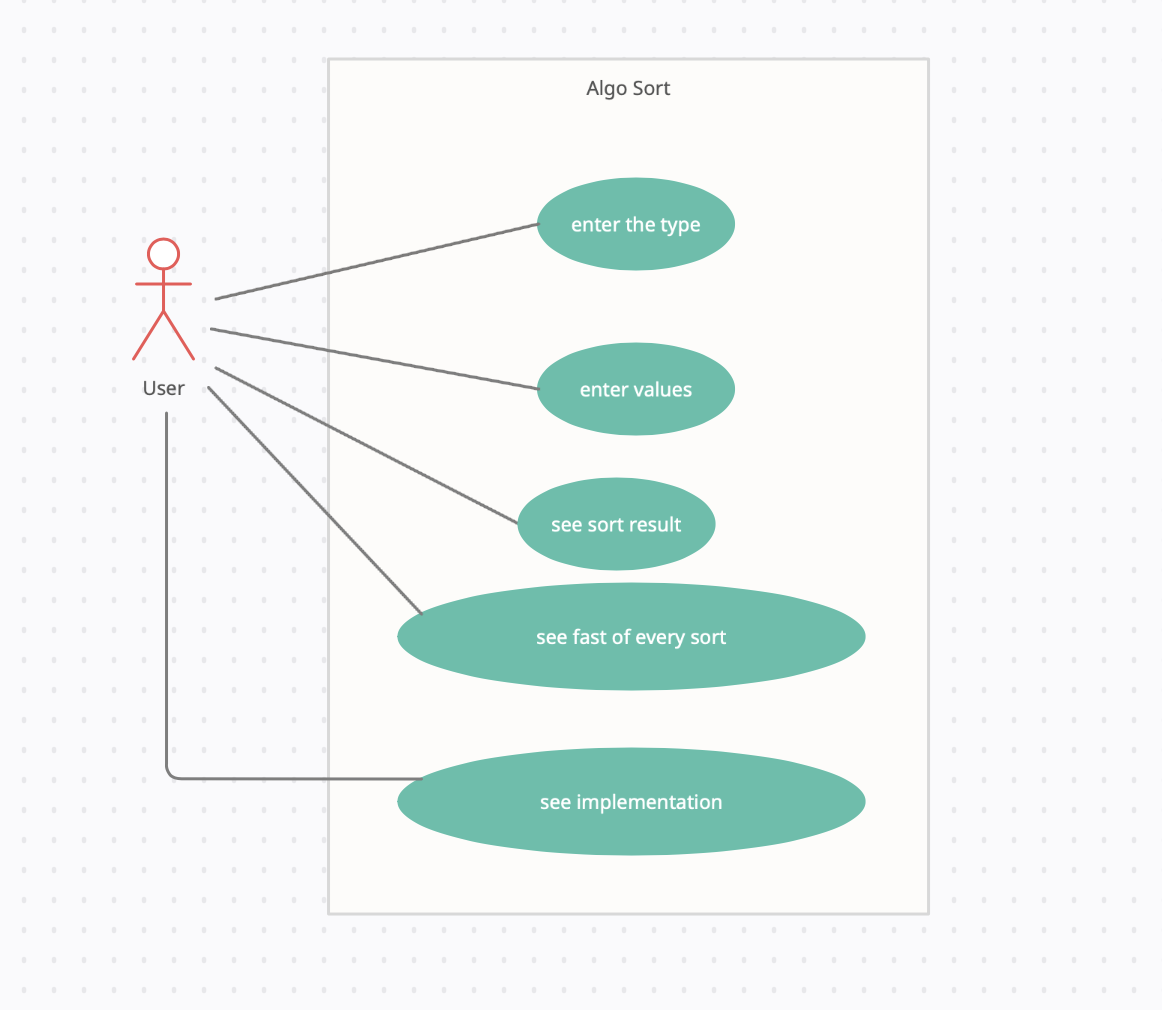 Algo Sort
enter the type
enter values
User
see sort result
see fast of every sort
see implementation